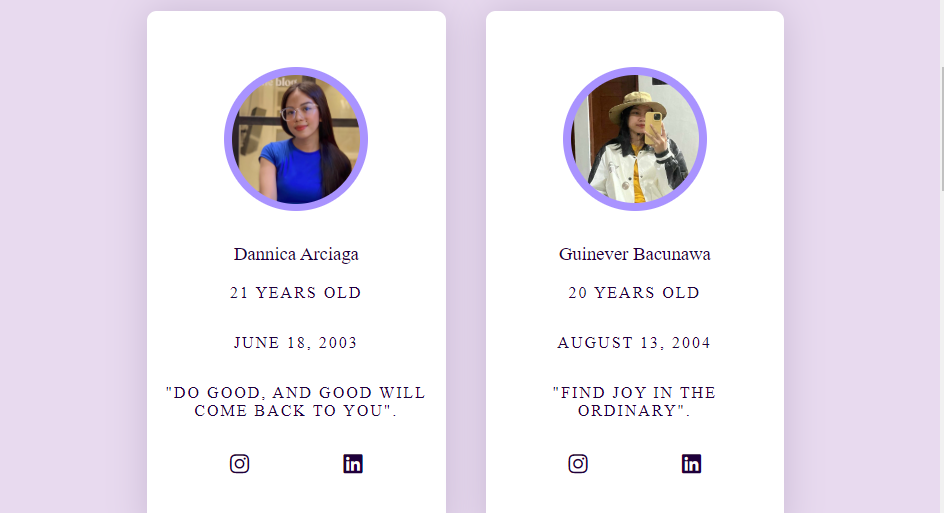 Dannica Arciaga
21 YEARS OLD
JUNE 18, 2003
"DO GOOD, AND GOOD WILL
COME BACK TO YOU".
Guinever Bacunawa
20 YEARS OLD
AUGUST 13, 2004
"FIND JOY IN THE
ORDINARY".